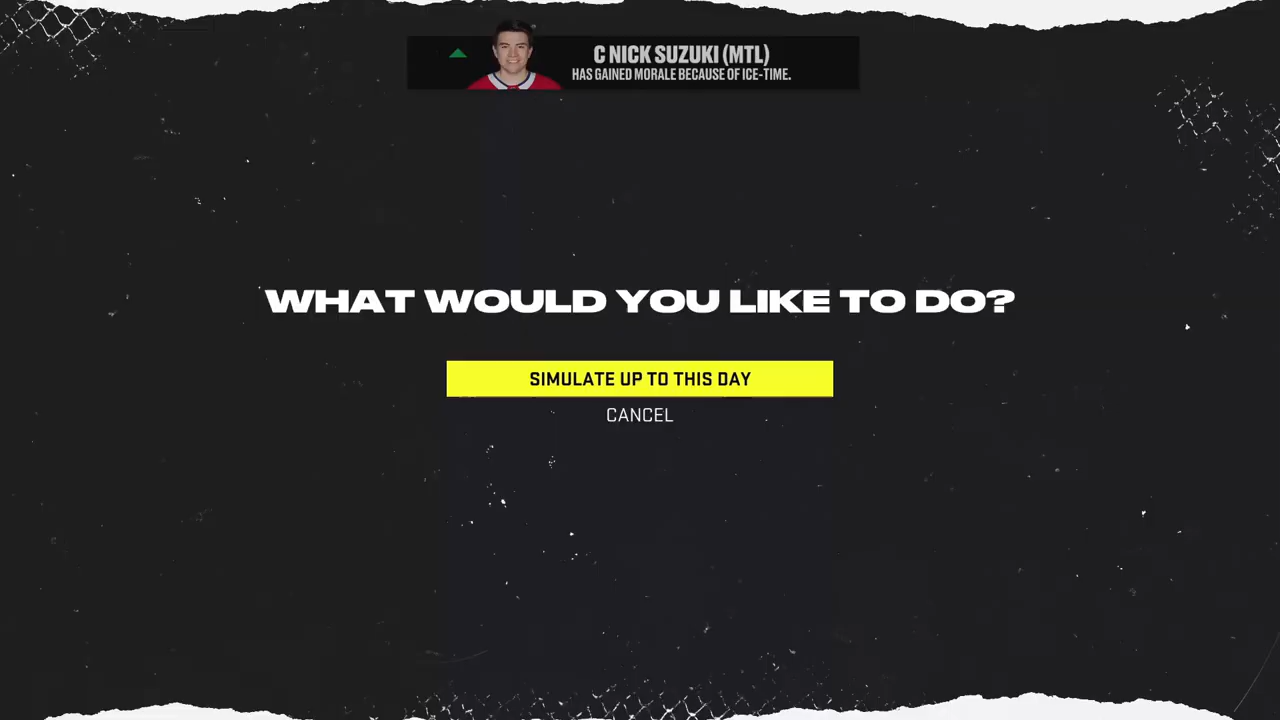 C NICK SUZUKI (MTL)
HAS GAINED MORALE BECAUSE OF ICE-TIME.
WHAT WOULD YOU LIKE TO DO?
SIMULATE UP TO THIS DAY
CANCEL